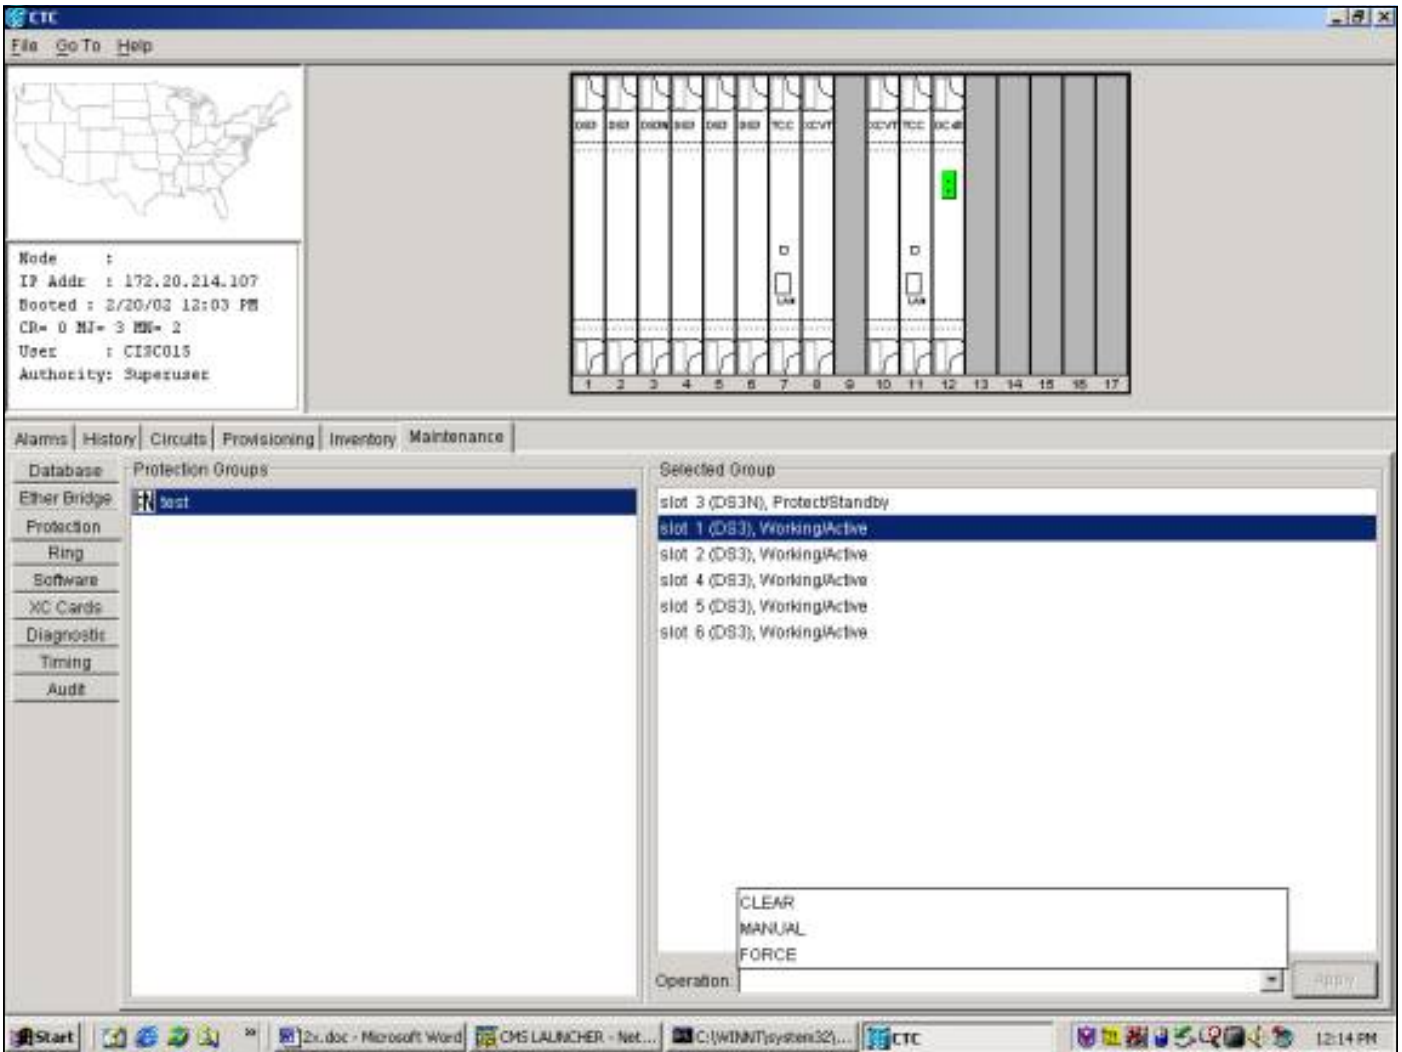 CTC
File Go To Help
DS3 DS3 DS3N DS3 DS3 DS3 TCC XCVT XCVT TCC OC48
LAN LAN
1 2 3 4 5 6 7 8 9 10 11 12 13 14 15 16 17
Node :
IP Addr : 172.20.214.107
Booted : 2/20/02 12:03 PM
CR= 0 MJ= 3 MN= 2
User : CISCO15
Authority: Superuser
Alarms History Circuits Provisioning Inventory Maintenance
Database
Ether Bridge
Protection
Ring
Software
XC Cards
Diagnostic
Timing
Audit
Protection Groups
test
Selected Group
slot 3 (DS3N), Protect/Standby
slot 1 (DS3), Working/Active
slot 2 (DS3), Working/Active
slot 4 (DS3), Working/Active
slot 5 (DS3), Working/Active
slot 6 (DS3), Working/Active
CLEAR
MANUAL
FORCE
Operation: Apply
Start » 2x.doc - Microsoft Word CMS LAUNCHER - Net... C:\WINNT\system32\... CTC 12:14 PM